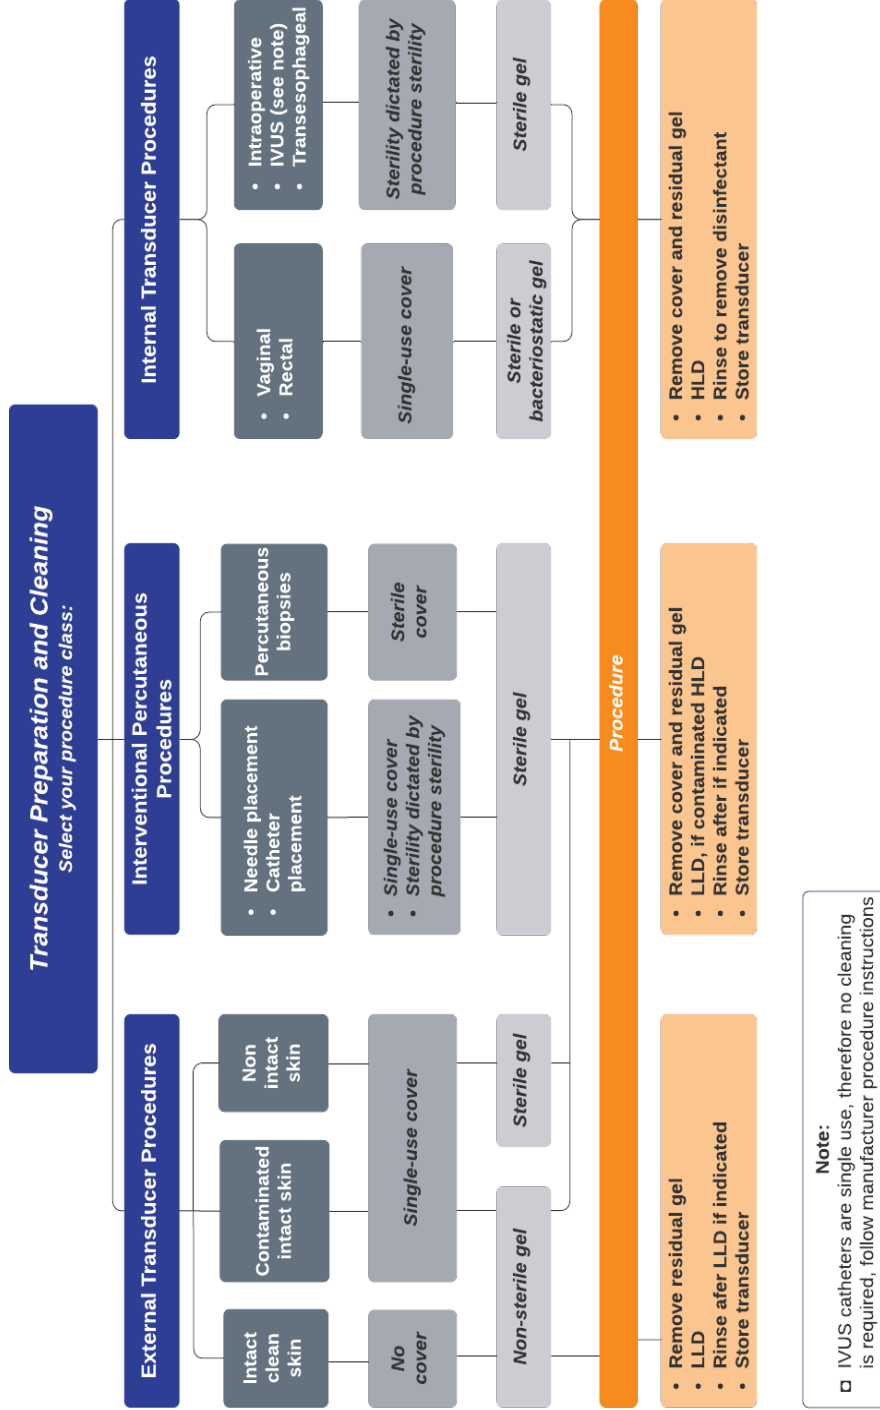 Transducer Preparation and Cleaning
Select your procedure class:
External Transducer Procedures
Interventional Percutaneous
Procedures
Internal Transducer Procedures
Intact
clean
skin
Contaminated
intact skin
Non
intact
skin
• Needle placement
• Catheter
placement
Percutaneous
biopsies
• Vaginal
• Rectal
• Intraoperative
• IVUS (see note)
• Transesophageal
No
cover
Single-use cover
• Single-use cover
• Sterility dictated by
procedure sterility
Sterile
cover
Single-use cover
Sterility dictated by
procedure sterility
Non-sterile gel
Sterile gel
Sterile gel
Sterile or
bacteriostatic gel
Sterile gel
Procedure
• Remove residual gel
• LLD
• Rinse afer LLD if indicated
• Store transducer
• Remove cover and residual gel
• LLD, if contaminated HLD
• Rinse after if indicated
• Store transducer
• Remove cover and residual gel
• HLD
• Rinse to remove disinfectant
• Store transducer
Note:
◘ IVUS catheters are single use, therefore no cleaning
is required, follow manufacturer procedure instructions